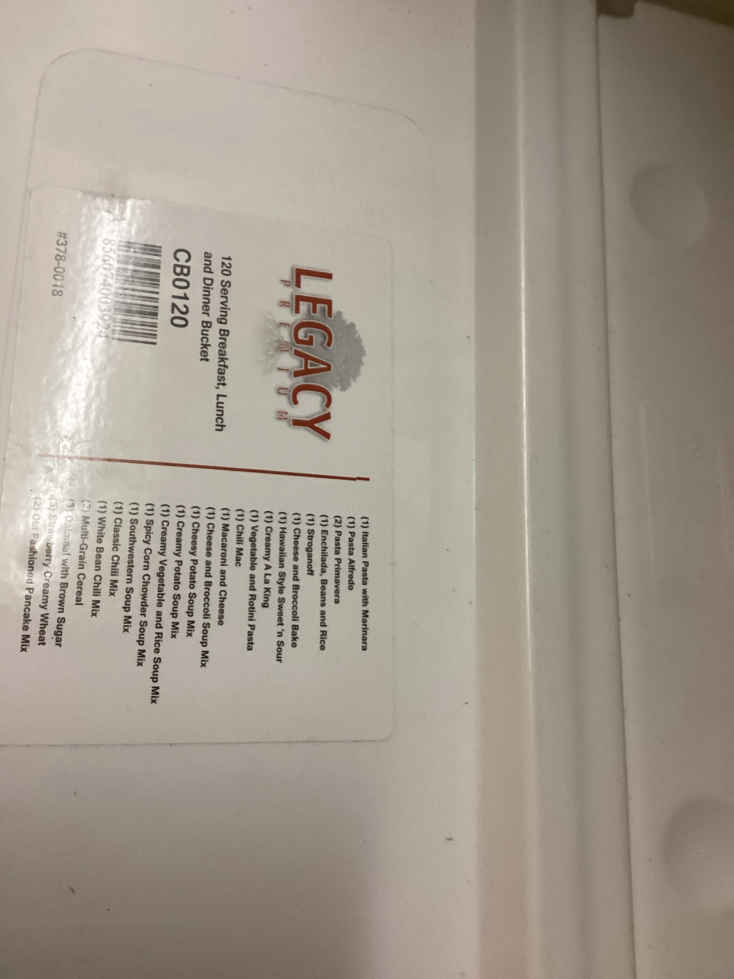 LEGACY
PREMIUM
120 Serving Breakfast, Lunch
and Dinner Bucket
CB0120
#378-0018
(1) Italian Pasta with Marinara
(1) Pasta Alfredo
(2) Pasta Primavera
(1) Enchilada, Beans and Rice
(1) Stroganoff
(1) Cheese and Broccoli Bake
(1) Hawaiian Style Sweet 'n Sour
(1) Creamy A La King
(1) Vegetable and Rotini Pasta
(1) Chili Mac
(1) Macaroni and Cheese
(1) Cheese and Broccoli Soup Mix
(1) Cheesy Potato Soup Mix
(1) Creamy Potato Soup Mix
(1) Creamy Vegetable and Rice Soup Mix
(1) Spicy Corn Chowder Soup Mix
(1) Southwestern Soup Mix
(1) Classic Chili Mix
(1) White Bean Chili Mix
Multi-Grain Cereal
Oatmeal with Brown Sugar
Creamy Wheat
(2) Old Fashioned Pancake Mix